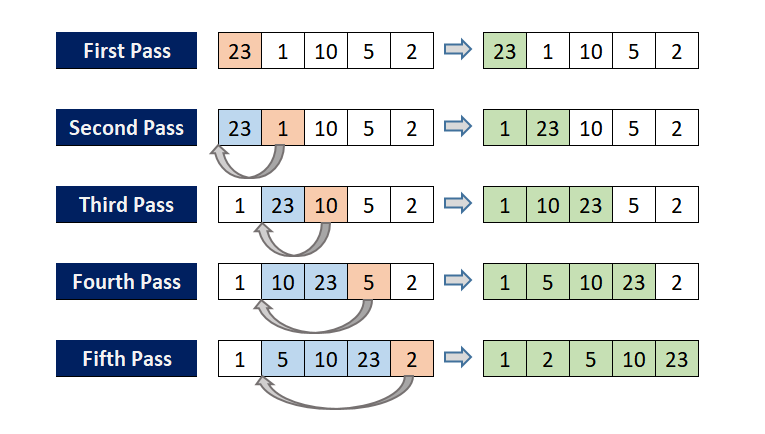 First Pass 23 1 10 5 2 23 1 10 5 2
Second Pass 23 1 10 5 2 1 23 10 5 2
Third Pass 1 23 10 5 2 1 10 23 5 2
Fourth Pass 1 10 23 5 2 1 5 10 23 2
Fifth Pass 1 5 10 23 2 1 2 5 10 23